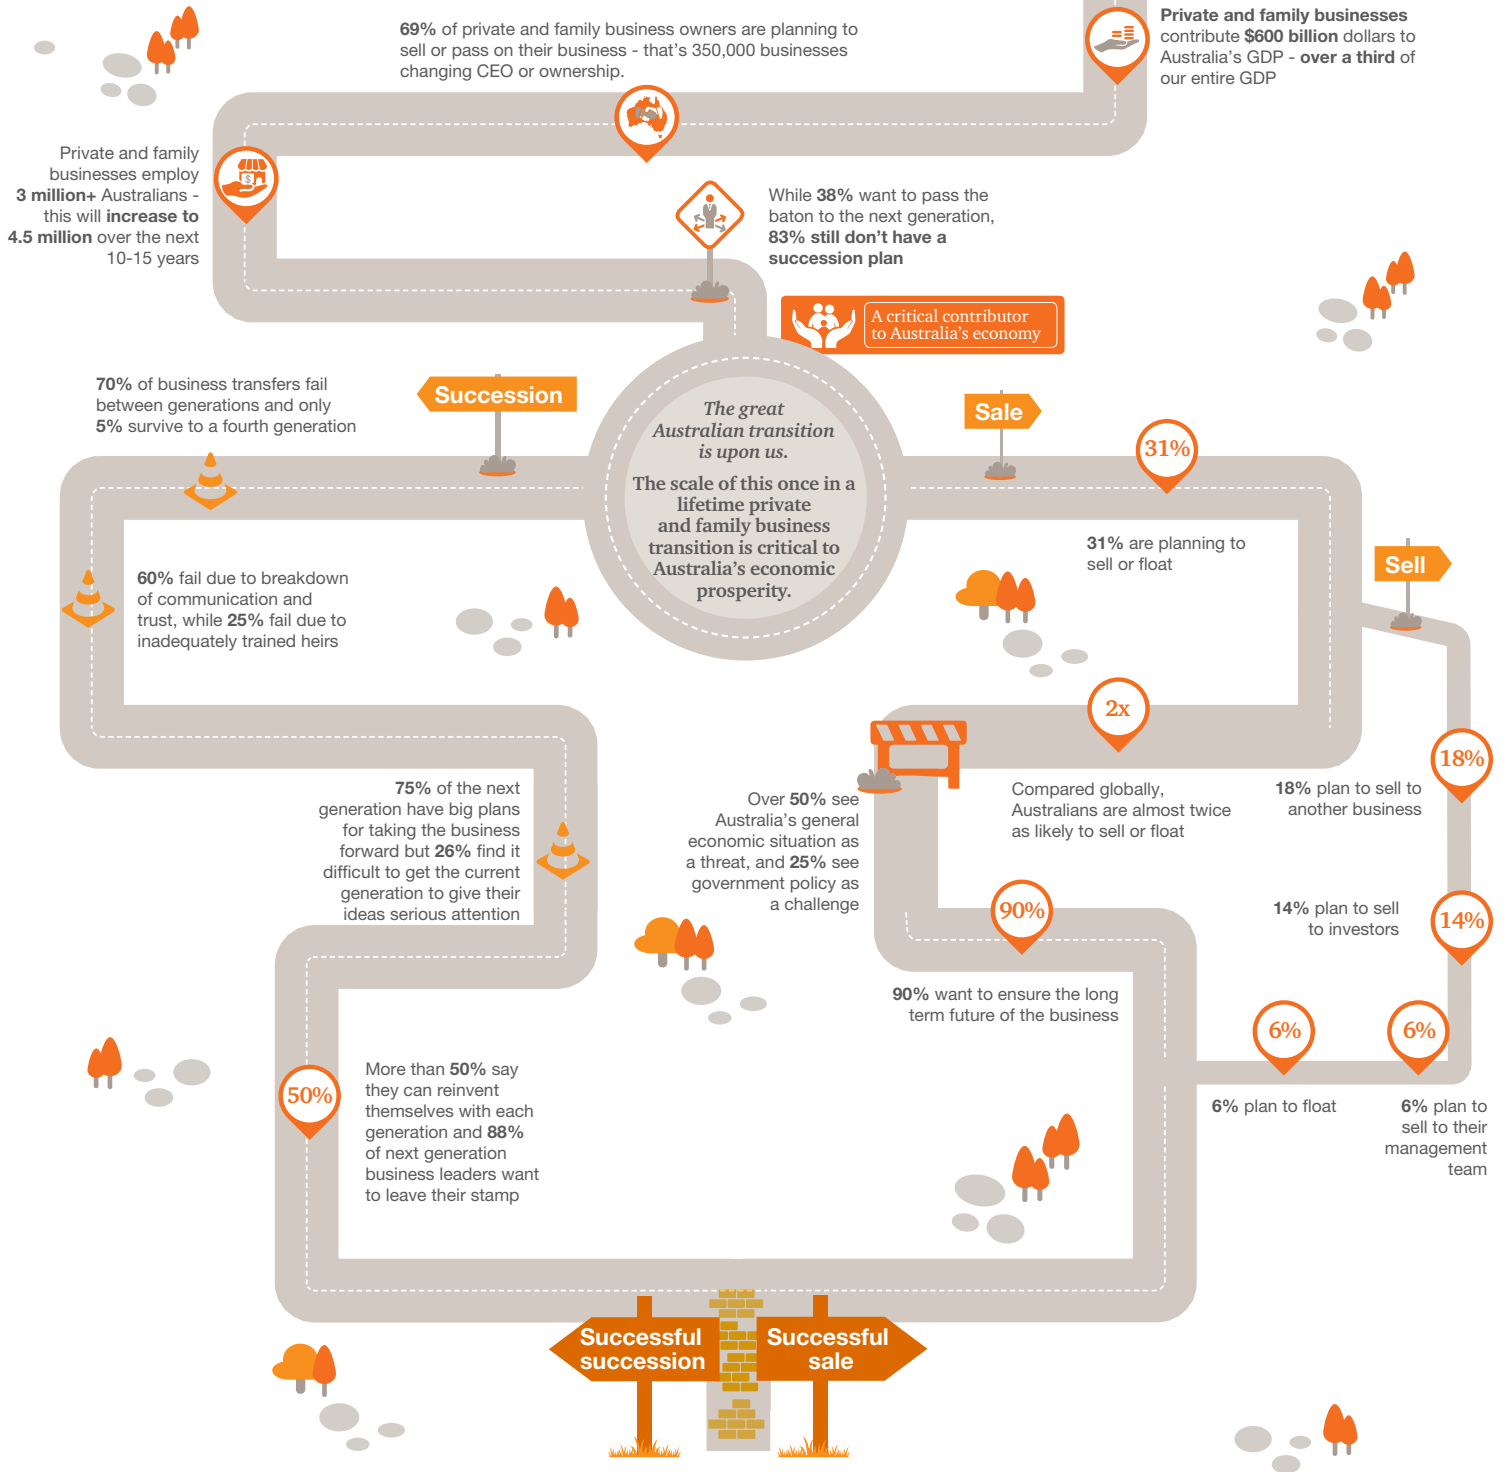 69% of private and family business owners are planning to
sell or pass on their business - that's 350,000 businesses
changing CEO or ownership.
Private and family businesses
contribute $600 billion dollars to
Australia's GDP - over a third of
our entire GDP
Private and family
businesses employ
3 million+ Australians -
this will increase to
4.5 million over the next
10-15 years
$
While 38% want to pass the
baton to the next generation,
83% still don't have a
succession plan
A critical contributor
to Australia's economy
The great
Australian transition
is upon us.
The scale of this once in a
lifetime private
and family business
transition is critical to
Australia's economic
prosperity.
Succession
70% of business transfers fail
between generations and only
5% survive to a fourth generation
60% fail due to breakdown
of communication and
trust, while 25% fail due to
inadequately trained heirs
75% of the next
generation have big plans
for taking the business
forward but 26% find it
difficult to get the current
generation to give their
ideas serious attention
50%
More than 50% say
they can reinvent
themselves with each
generation and 88%
of next generation
business leaders want
to leave their stamp
Sale
31%
31% are planning to
sell or float
Sell
2x
Compared globally,
Australians are almost twice
as likely to sell or float
18%
18% plan to sell to
another business
14%
14% plan to sell
to investors
6%
6% plan to
sell to their
management
team
6%
6% plan to float
Over 50% see
Australia's general
economic situation as
a threat, and 25% see
government policy as
a challenge
90%
90% want to ensure the long
term future of the business
Successful
succession
Successful
sale